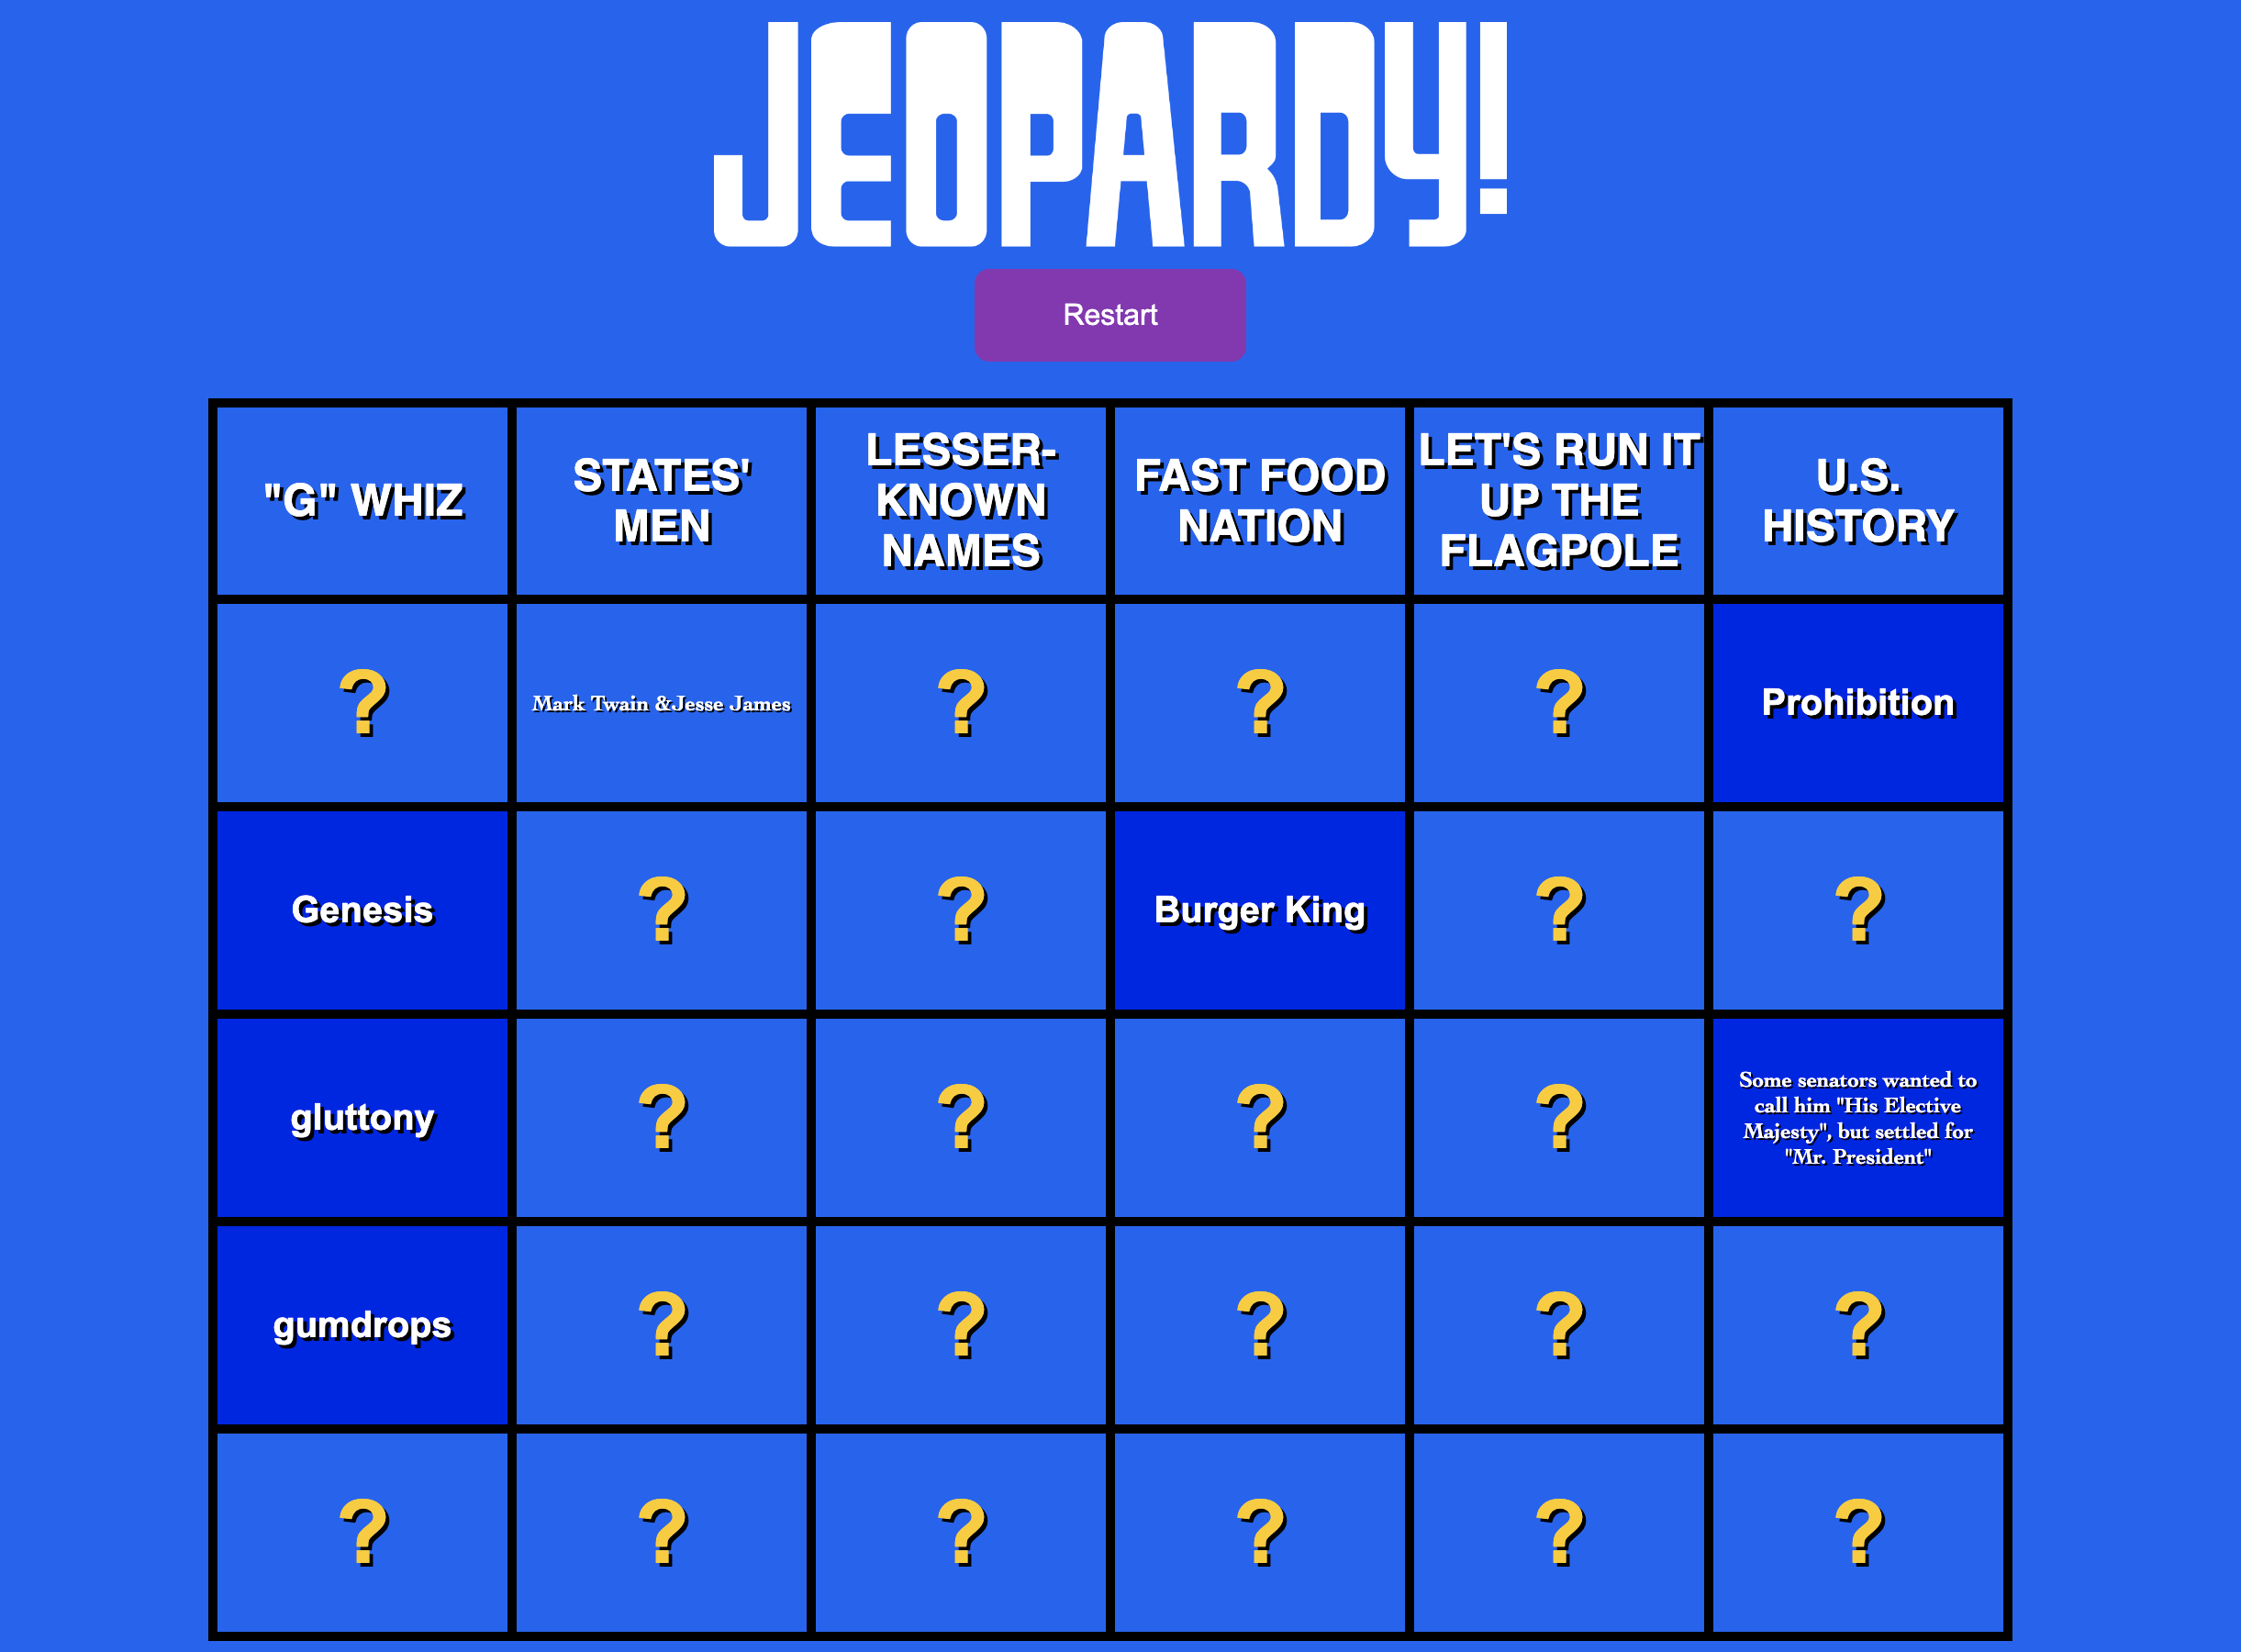 JEOPARDY!
Restart
"G" WHIZ
STATES'
MEN
LESSER-
KNOWN
NAMES
FAST FOOD
NATION
LET'S RUN IT
UP THE
FLAGPOLE
U.S.
HISTORY
?
Mark Twain &Jesse James
?
?
?
Prohibition
Genesis
?
?
Burger King
?
?
gluttony
?
?
?
?
Some senators wanted to
call him "His Elective
Majesty", but settled for
"Mr. President"
gumdrops
?
?
?
?
?
?
?
?
?
?
?